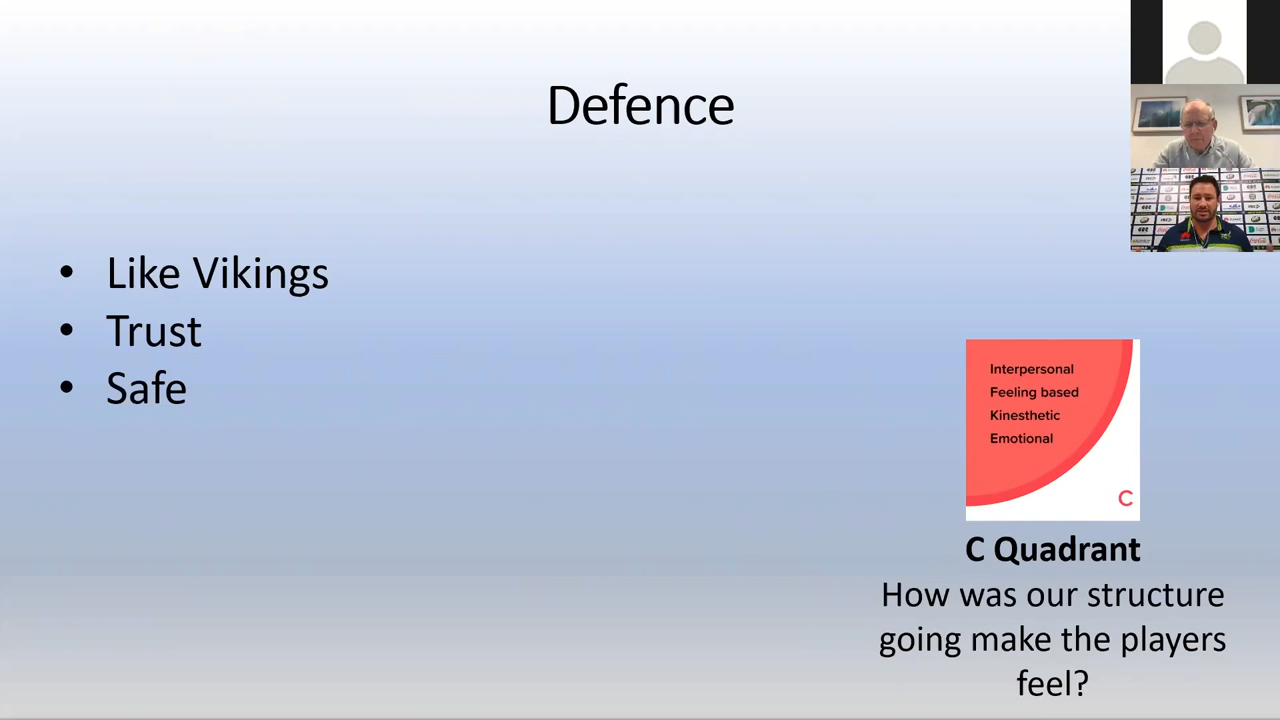 Defence
• Like Vikings
• Trust
• Safe
Interpersonal
Feeling based
Kinesthetic
Emotional
C
C Quadrant
How was our structure
going make the players
feel?